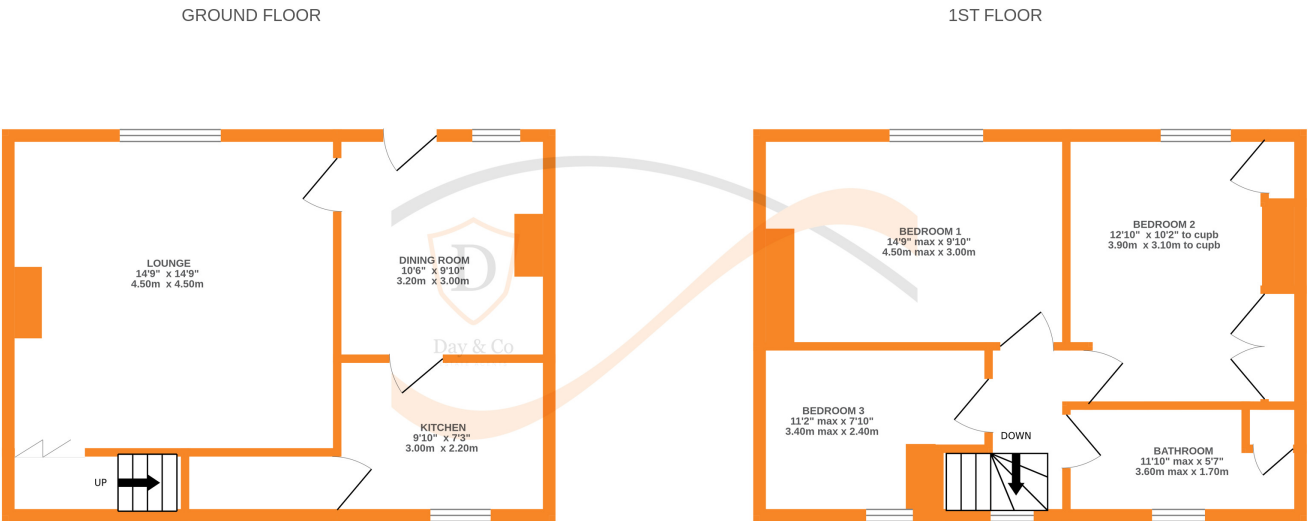 GROUND FLOOR
1ST FLOOR
LOUNGE
14'9" x 14'9"
4.50m x 4.50m
DINING ROOM
10'6" x 9'10"
3.20m x 3.00m
D
Day & Co
KITCHEN
9'10" x 7'3"
3.00m x 2.20m
UP
BEDROOM 1
14'9" max x 9'10"
4.50m max x 3.00m
BEDROOM 2
12'10" x 10'2" to cupb
3.90m x 3.10m to cupb
BEDROOM 3
11'2" max x 7'10"
3.40m max x 2.40m
DOWN
BATHROOM
11'10" max x 5'7"
3.60m max x 1.70m